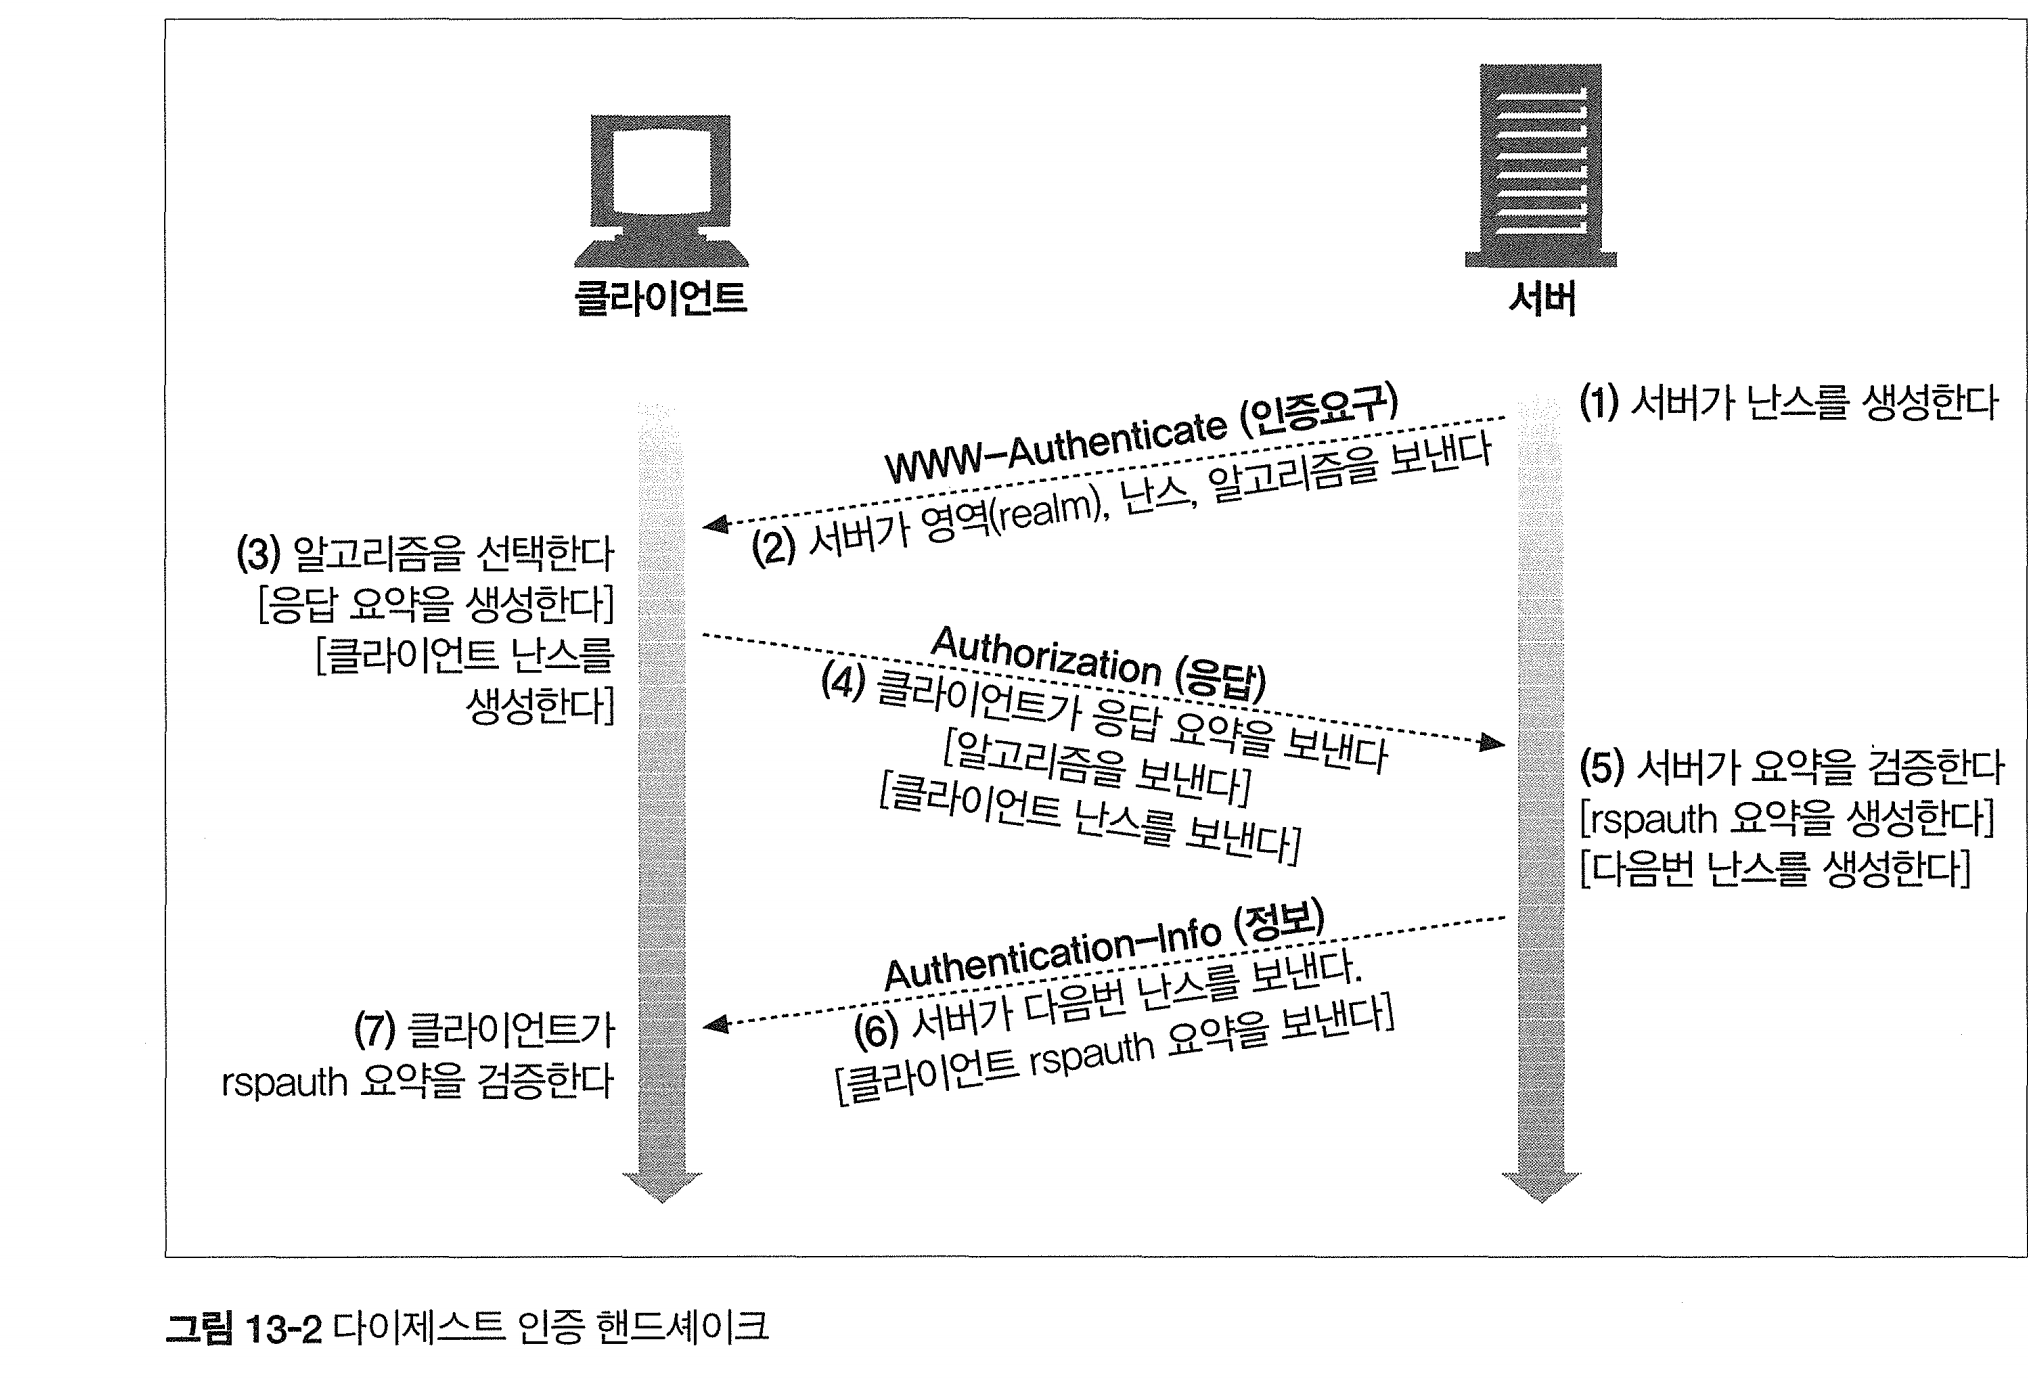 클라이언트
서버
(1) 서버가 난스를 생성한다
WWW–Authenticate (인증요구)
(2) 서버가 영역(realm), 난스, 알고리즘을 보낸다
(3) 알고리즘을 선택한다
[응답 요약을 생성한다]
[클라이언트 난스를
생성한다]
Authorization (응답)
(4) 클라이언트가 응답 요약을 보낸다
[알고리즘을 보낸다]
[클라이언트 난스를 보낸다]
(5) 서버가 요약을 검증한다
[rspauth 요약을 생성한다]
[다음번 난스를 생성한다]
Authentication–Info (정보)
(6) 서버가 다음번 난스를 보낸다.
[클라이언트 rspauth 요약을 보낸다]
(7) 클라이언트가
rspauth 요약을 검증한다
그림 13-2 다이제스트 인증 핸드셰이크